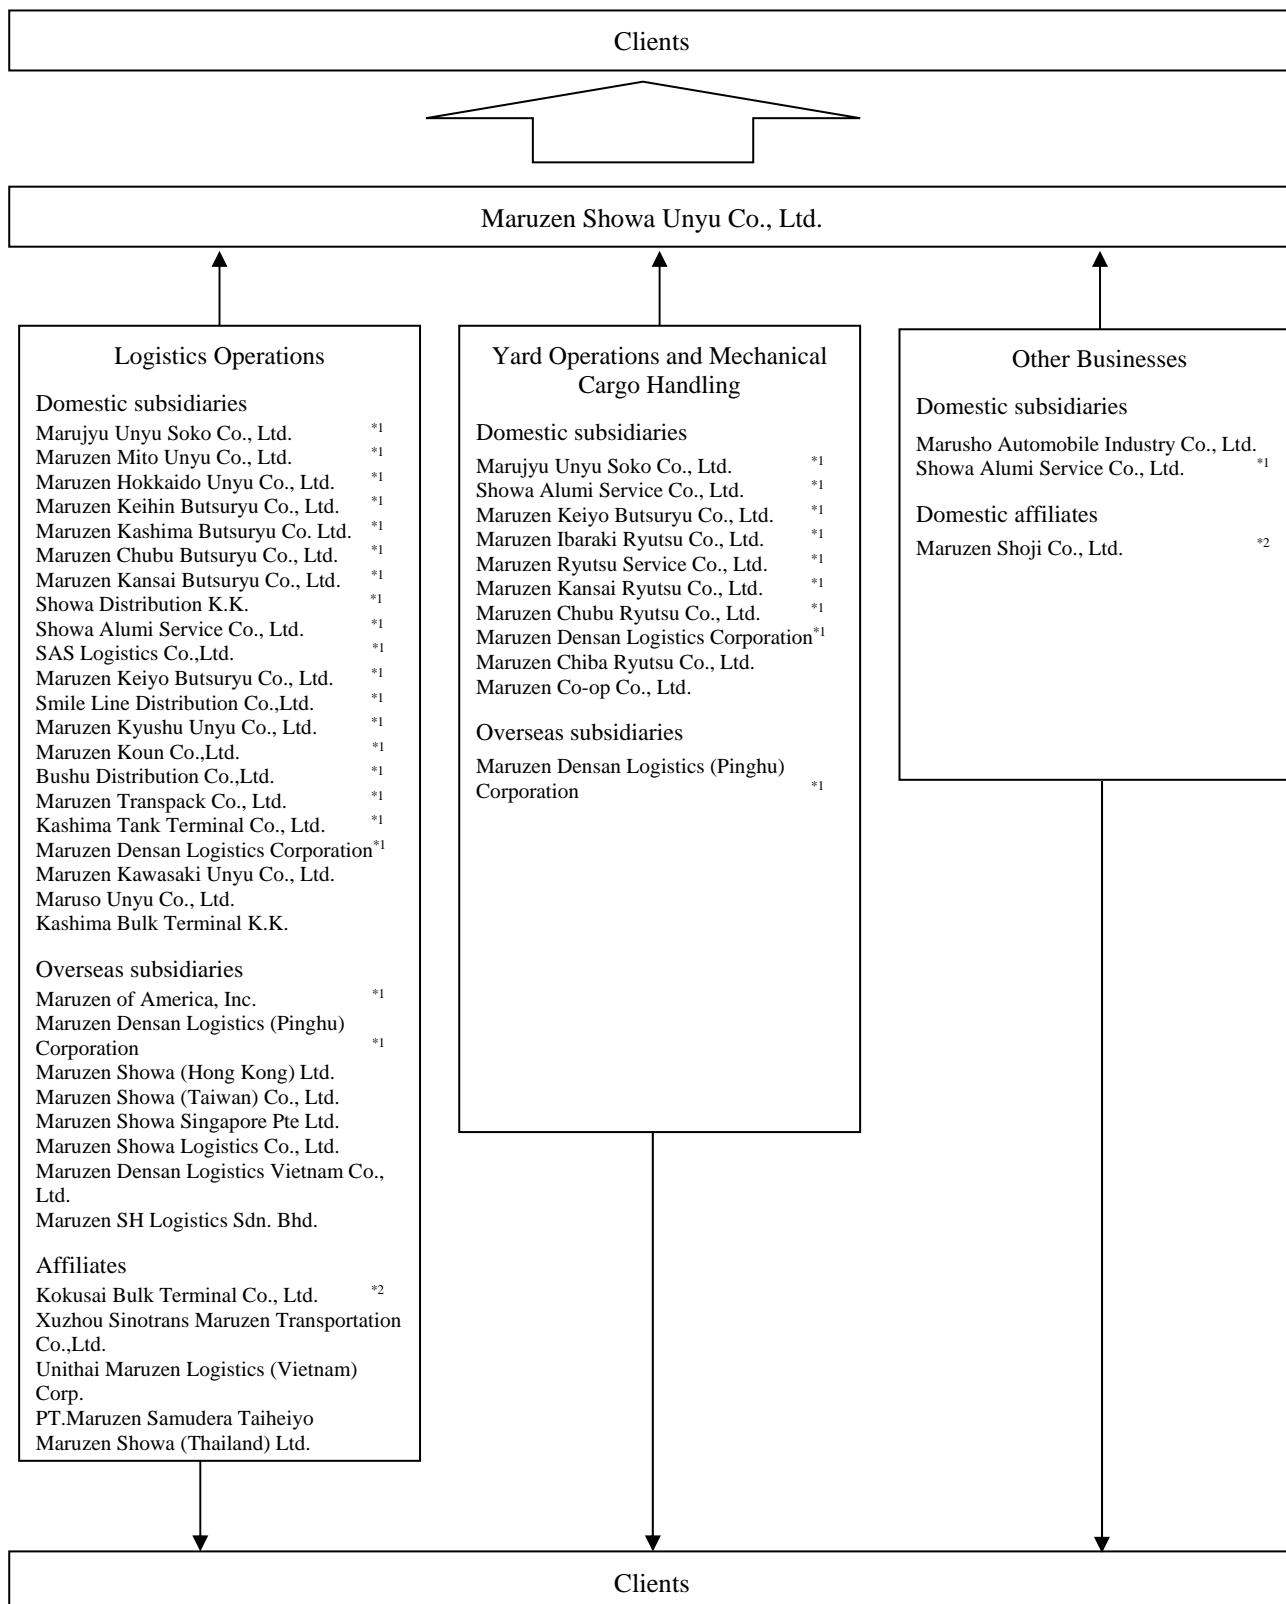 Clients
Maruzen Showa Unyu Co., Ltd.
Logistics Operations
Domestic subsidiaries
Marujyu Unyu Soko Co., Ltd. *1
Maruzen Mito Unyu Co., Ltd. *1
Maruzen Hokkaido Unyu Co., Ltd. *1
Maruzen Keihin Butsuryu Co., Ltd. *1
Maruzen Kashima Butsuryu Co. Ltd. *1
Maruzen Chubu Butsuryu Co., Ltd. *1
Maruzen Kansai Butsuryu Co., Ltd. *1
Showa Distribution K.K. *1
Showa Alumi Service Co., Ltd. *1
SAS Logistics Co.,Ltd. *1
Maruzen Keiyo Butsuryu Co., Ltd. *1
Smile Line Distribution Co.,Ltd. *1
Maruzen Kyushu Unyu Co., Ltd. *1
Maruzen Koun Co.,Ltd. *1
Bushu Distribution Co.,Ltd. *1
Maruzen Transpack Co., Ltd. *1
Kashima Tank Terminal Co., Ltd. *1
Maruzen Densan Logistics Corporation*1
Maruzen Kawasaki Unyu Co., Ltd.
Maruso Unyu Co., Ltd.
Kashima Bulk Terminal K.K.
Overseas subsidiaries
Maruzen of America, Inc. *1
Maruzen Densan Logistics (Pinghu)
Corporation *1
Maruzen Showa (Hong Kong) Ltd.
Maruzen Showa (Taiwan) Co., Ltd.
Maruzen Showa Singapore Pte Ltd.
Maruzen Showa Logistics Co., Ltd.
Maruzen Densan Logistics Vietnam Co.,
Ltd.
Maruzen SH Logistics Sdn. Bhd.
Affiliates
Kokusai Bulk Terminal Co., Ltd. *2
Xuzhou Sinotrans Maruzen Transportation
Co.,Ltd.
Unithai Maruzen Logistics (Vietnam)
Corp.
PT.Maruzen Samudera Taiheiyo
Maruzen Showa (Thailand) Ltd.
Yard Operations and Mechanical
Cargo Handling
Domestic subsidiaries
Marujyu Unyu Soko Co., Ltd. *1
Showa Alumi Service Co., Ltd. *1
Maruzen Keiyo Butsuryu Co., Ltd. *1
Maruzen Ibaraki Ryutsu Co., Ltd. *1
Maruzen Ryutsu Service Co., Ltd. *1
Maruzen Kansai Ryutsu Co., Ltd. *1
Maruzen Chubu Ryutsu Co., Ltd. *1
Maruzen Densan Logistics Corporation*1
Maruzen Chiba Ryutsu Co., Ltd.
Maruzen Co-op Co., Ltd.
Overseas subsidiaries
Maruzen Densan Logistics (Pinghu)
Corporation *1
Other Businesses
Domestic subsidiaries
Marusho Automobile Industry Co., Ltd.
Showa Alumi Service Co., Ltd. *1
Domestic affiliates
Maruzen Shoji Co., Ltd. *2
Clients